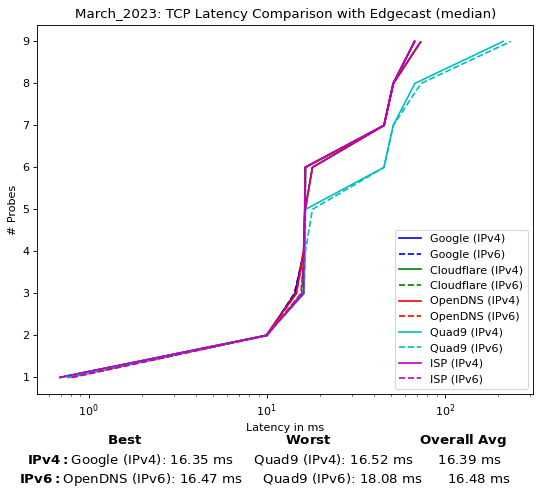 March_2023: TCP Latency Comparison with Edgecast (median)
# Probes
9
8
7
6
5
4
3
2
1
Google (IPv4)
Google (IPv6)
Cloudflare (IPv4)
Cloudflare (IPv6)
OpenDNS (IPv4)
OpenDNS (IPv6)
Quad9 (IPv4)
Quad9 (IPv6)
ISP (IPv4)
ISP (IPv6)
10⁰ 10¹ 10²
Latency in ms
Best Worst Overall Avg
IPv4: Google (IPv4): 16.35 ms Quad9 (IPv4): 16.52 ms 16.39 ms
IPv6: OpenDNS (IPv6): 16.47 ms Quad9 (IPv6): 18.08 ms 16.48 ms